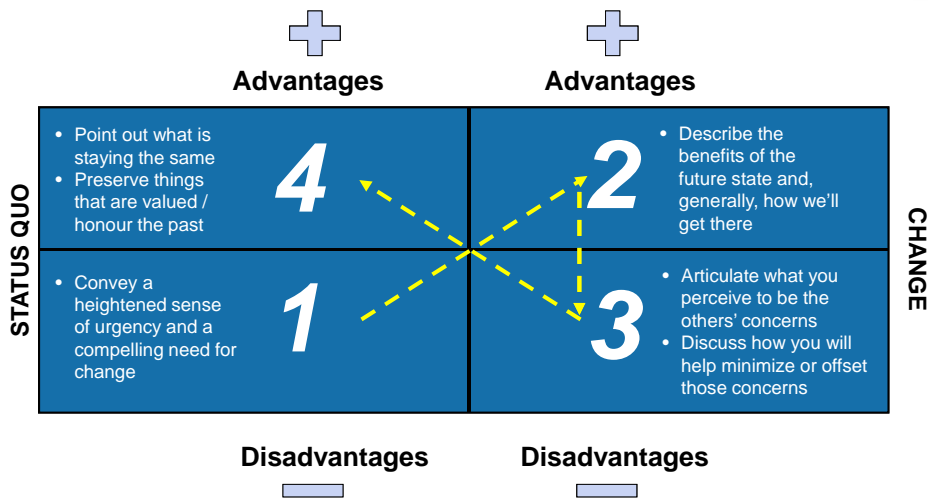 Advantages
Advantages
STATUS QUO
• Point out what is
staying the same
• Preserve things
that are valued /
honour the past
4
2
• Describe the
benefits of the
future state and,
generally, how we'll
get there
• Convey a
heightened sense
of urgency and a
compelling need for
change
1
3
• Articulate what you
perceive to be the
others' concerns
• Discuss how you will
help minimize or offset
those concerns
CHANGE
Disadvantages
Disadvantages